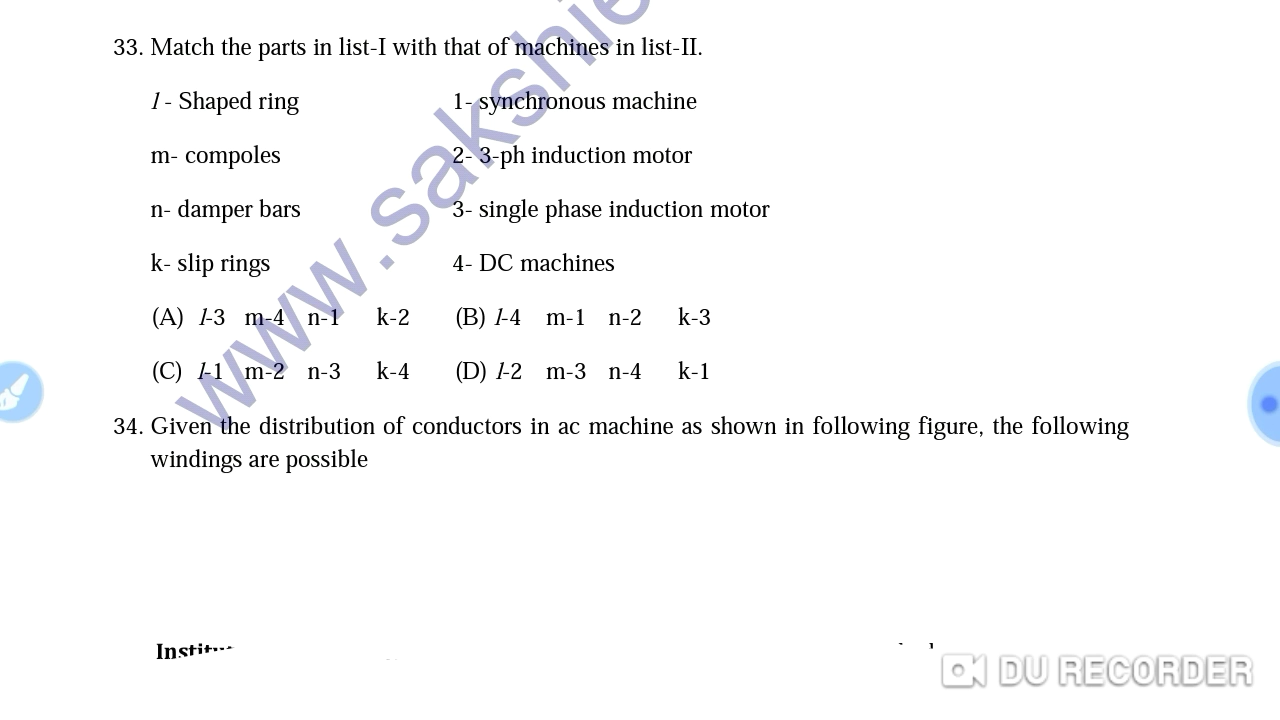 33. Match the parts in list-I with that of machines in list-II.
l - Shaped ring 1- synchronous machine
m- compoles 2- 3-ph induction motor
n- damper bars 3- single phase induction motor
k- slip rings 4- DC machines
(A) l-3 m-4 n-1 k-2 (B) l-4 m-1 n-2 k-3
(C) l-1 m-2 n-3 k-4 (D) l-2 m-3 n-4 k-1
34. Given the distribution of conductors in ac machine as shown in following figure, the following
windings are possible
www.sakshie
DU RECORDER